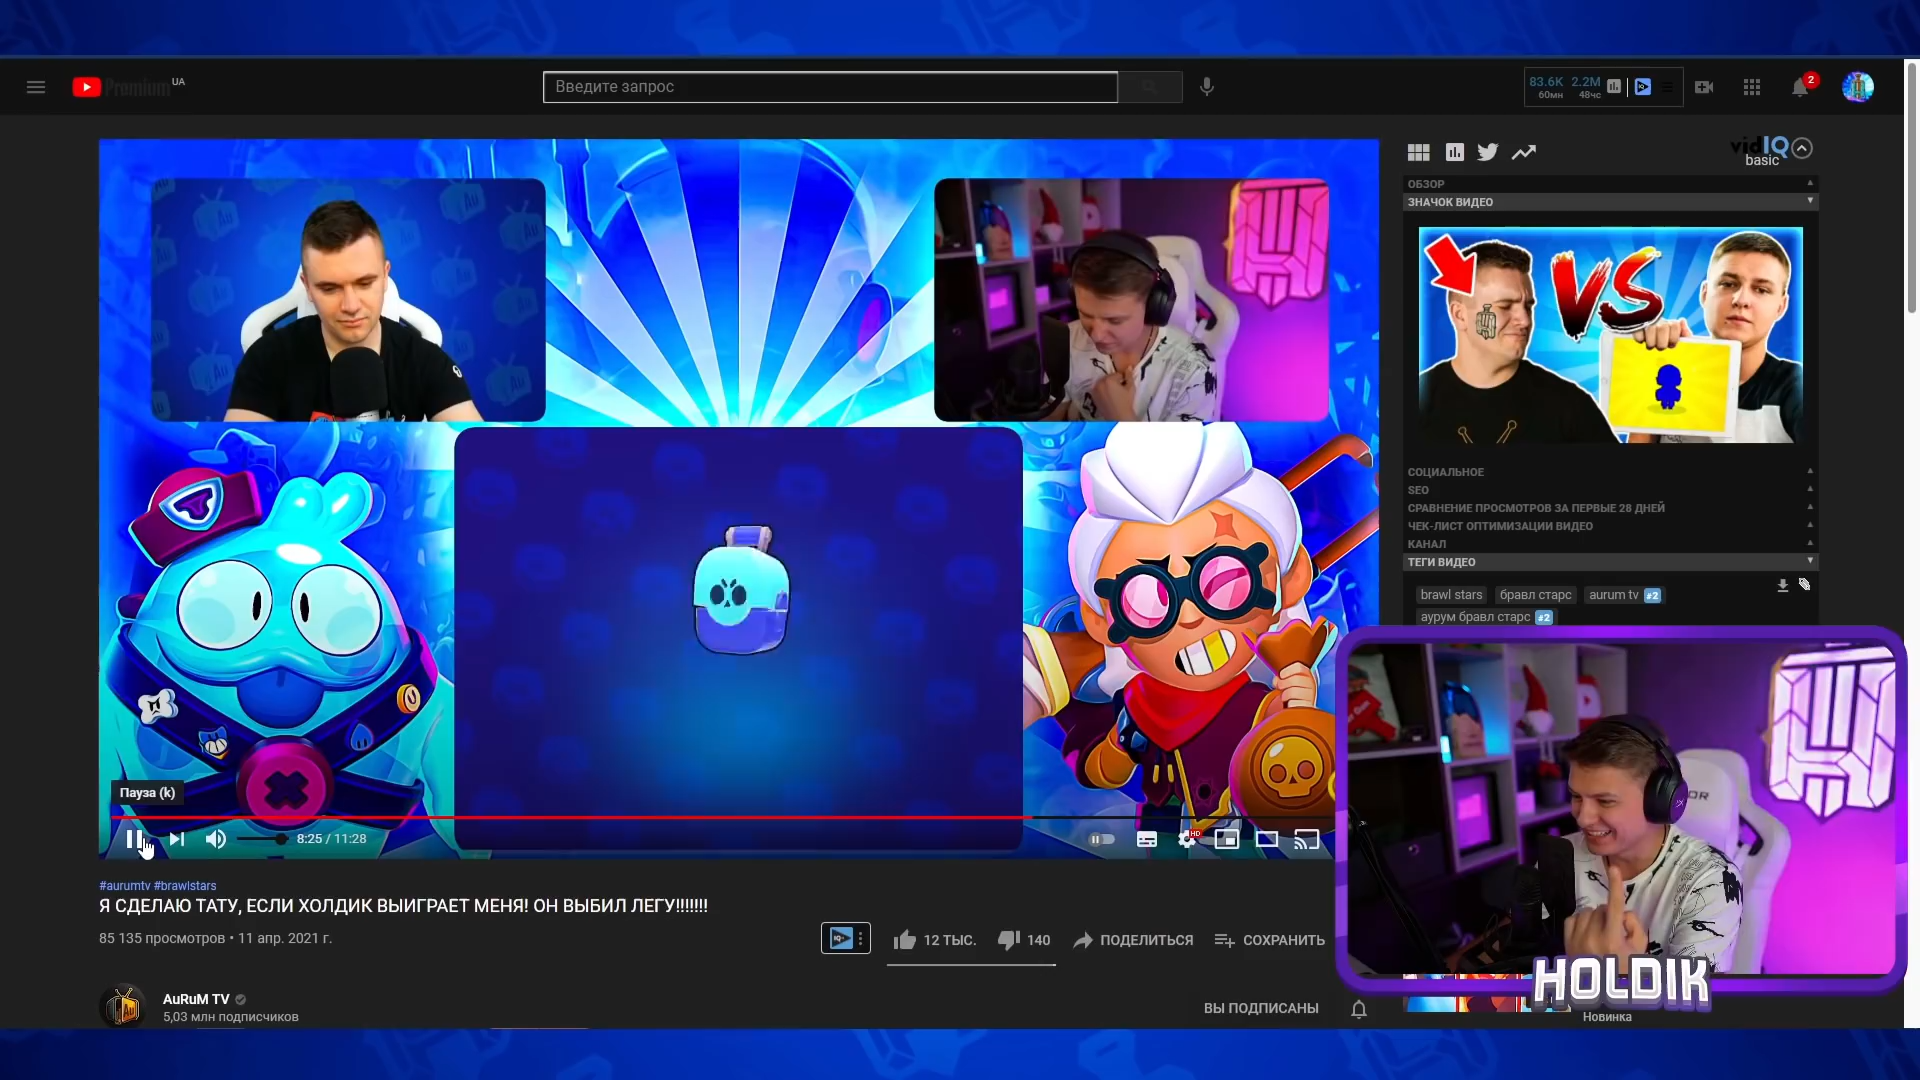 Premium UA
Введите запрос
83.6K 2.2M
60мн 48чс
2
vidIQ
basic
ОБЗОР
ЗНАЧОК ВИДЕО
VS
СОЦИАЛЬНОЕ
SEO
СРАВНЕНИЕ ПРОСМОТРОВ ЗА ПЕРВЫЕ 28 ДНЕЙ
ЧЕК-ЛИСТ ОПТИМИЗАЦИИ ВИДЕО
КАНАЛ
ТЕГИ ВИДЕО
brawl stars бравл старс aurum tv #2
аурум бравл старс #2
Пауза (k)
8:25 / 11:28
HD
#aurumtv #brawlstars
Я СДЕЛАЮ ТАТУ, ЕСЛИ ХОЛДИК ВЫИГРАЕТ МЕНЯ! ОН ВЫБИЛ ЛЕГУ!!!!!!!
85 135 просмотров • 11 апр. 2021 г.
12 ТЫС. 140 ПОДЕЛИТЬСЯ СОХРАНИТЬ
AuRuM TV
5,03 млн подписчиков
ВЫ ПОДПИСАНЫ
HOLDIK
Новинка